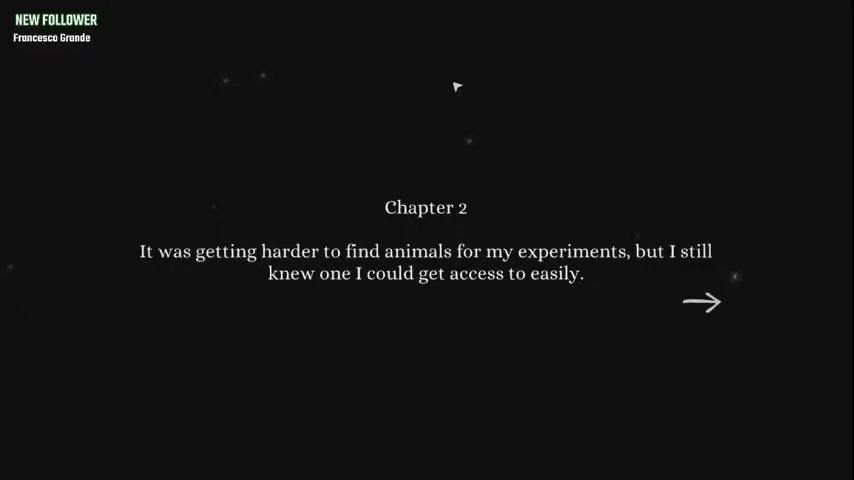 NEW FOLLOWER
Francesco Grande
Chapter 2
It was getting harder to find animals for my experiments, but I still
knew one I could get access to easily.